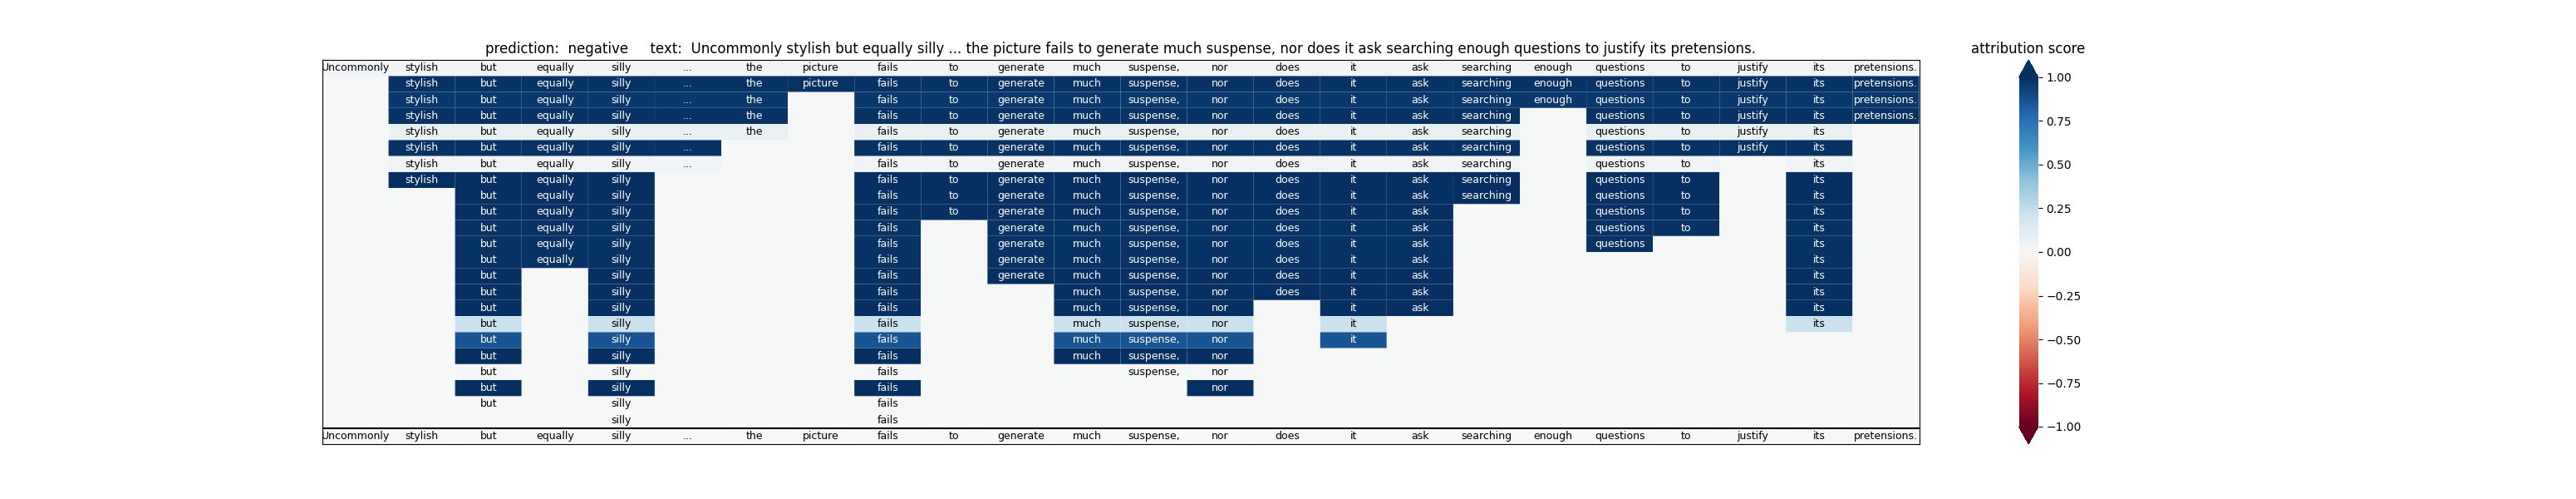 prediction: negative text: Uncommonly stylish but equally silly ... the picture fails to generate much suspense, nor does it ask searching enough questions to justify its pretensions.
Uncommonly stylish but equally silly ... the picture fails to generate much suspense, nor does it ask searching enough questions to justify its pretensions.
stylish but equally silly ... the picture fails to generate much suspense, nor does it ask searching enough questions to justify its pretensions.
stylish but equally silly ... the fails to generate much suspense, nor does it ask searching enough questions to justify its pretensions.
stylish but equally silly ... the fails to generate much suspense, nor does it ask searching questions to justify its pretensions.
stylish but equally silly ... the fails to generate much suspense, nor does it ask searching questions to justify its
stylish but equally silly ... fails to generate much suspense, nor does it ask searching questions to justify its
stylish but equally silly ... fails to generate much suspense, nor does it ask searching questions to its
stylish but equally silly fails to generate much suspense, nor does it ask searching questions to its
but equally silly fails to generate much suspense, nor does it ask searching questions to its
but equally silly fails to generate much suspense, nor does it ask questions to its
but equally silly fails generate much suspense, nor does it ask questions to its
but equally silly fails generate much suspense, nor does it ask questions its
but equally silly fails generate much suspense, nor does it ask its
but silly fails generate much suspense, nor does it ask its
but silly fails much suspense, nor does it ask its
but silly fails much suspense, nor it ask its
but silly fails much suspense, nor it its
but silly fails much suspense, nor it
but silly fails much suspense, nor
but silly fails suspense, nor
but silly fails nor
but silly fails
silly fails
Uncommonly stylish but equally silly ... the picture fails to generate much suspense, nor does it ask searching enough questions to justify its pretensions.
attribution score
1.00
0.75
0.50
0.25
0.00
−0.25
−0.50
−0.75
−1.00